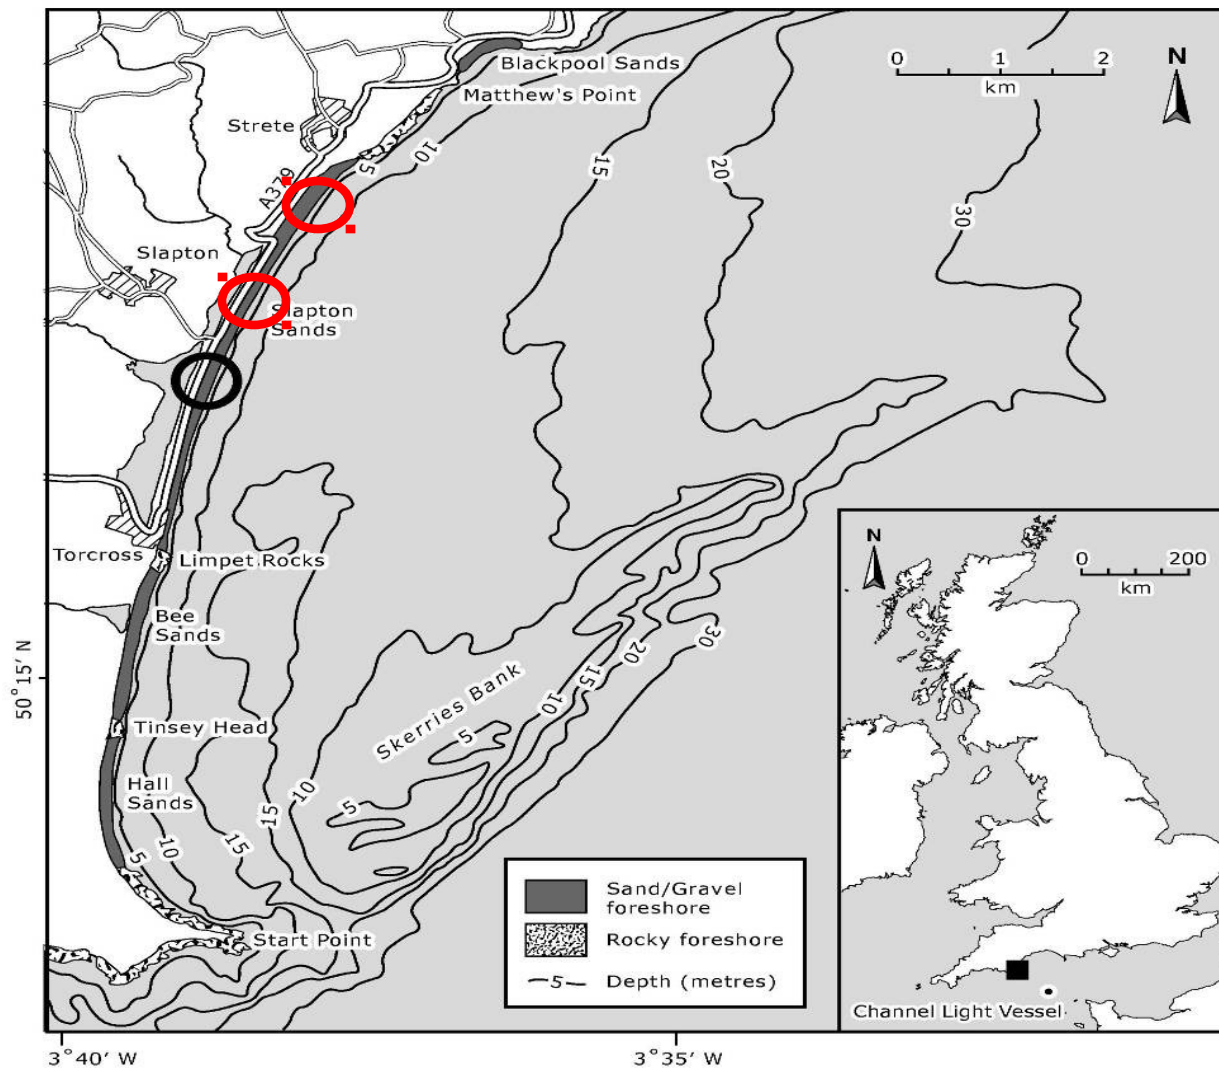 Blackpool Sands
Matthew's Point
0 1 2
km
N
Strete
A379
5
10
15
20
30
Slapton
Slapton
Sands
Torcross
Limpet Rocks
Bee
Sands
50°15' N
Tinsey Head
Skerries Bank
5
5
10
15
20
30
Hall
Sands
5
10
15
15
10
Start Point
Sand/Gravel
foreshore
Rocky foreshore
5 Depth (metres)
N
0 200
km
Channel Light Vessel
3°40' W
3°35' W